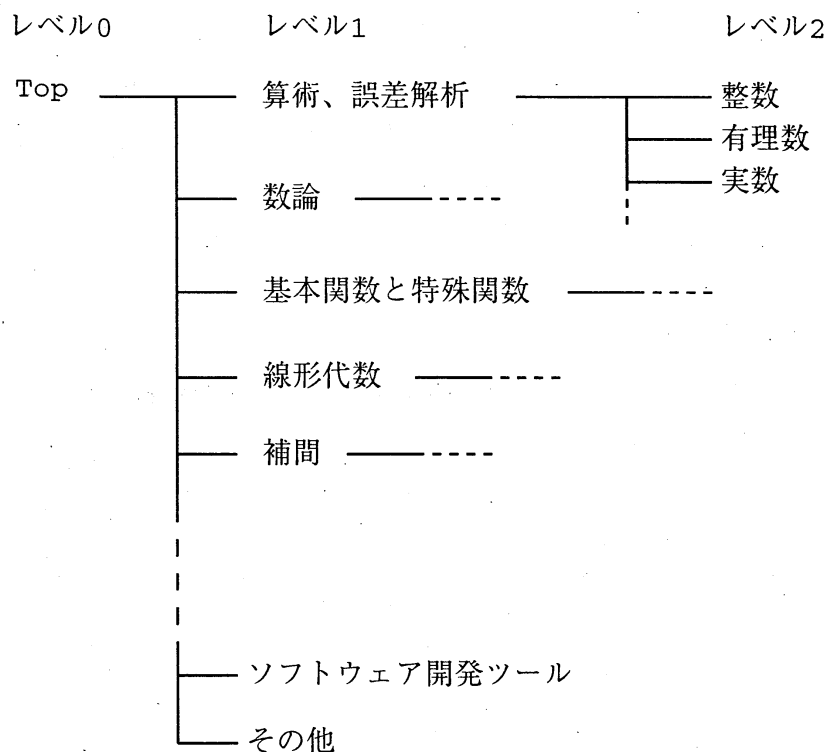 レベル0 レベル1 レベル2
Top 算術、誤差解析 整数
有理数
実数
数論
基本関数と特殊関数
線形代数
補間
ソフトウェア開発ツール
その他